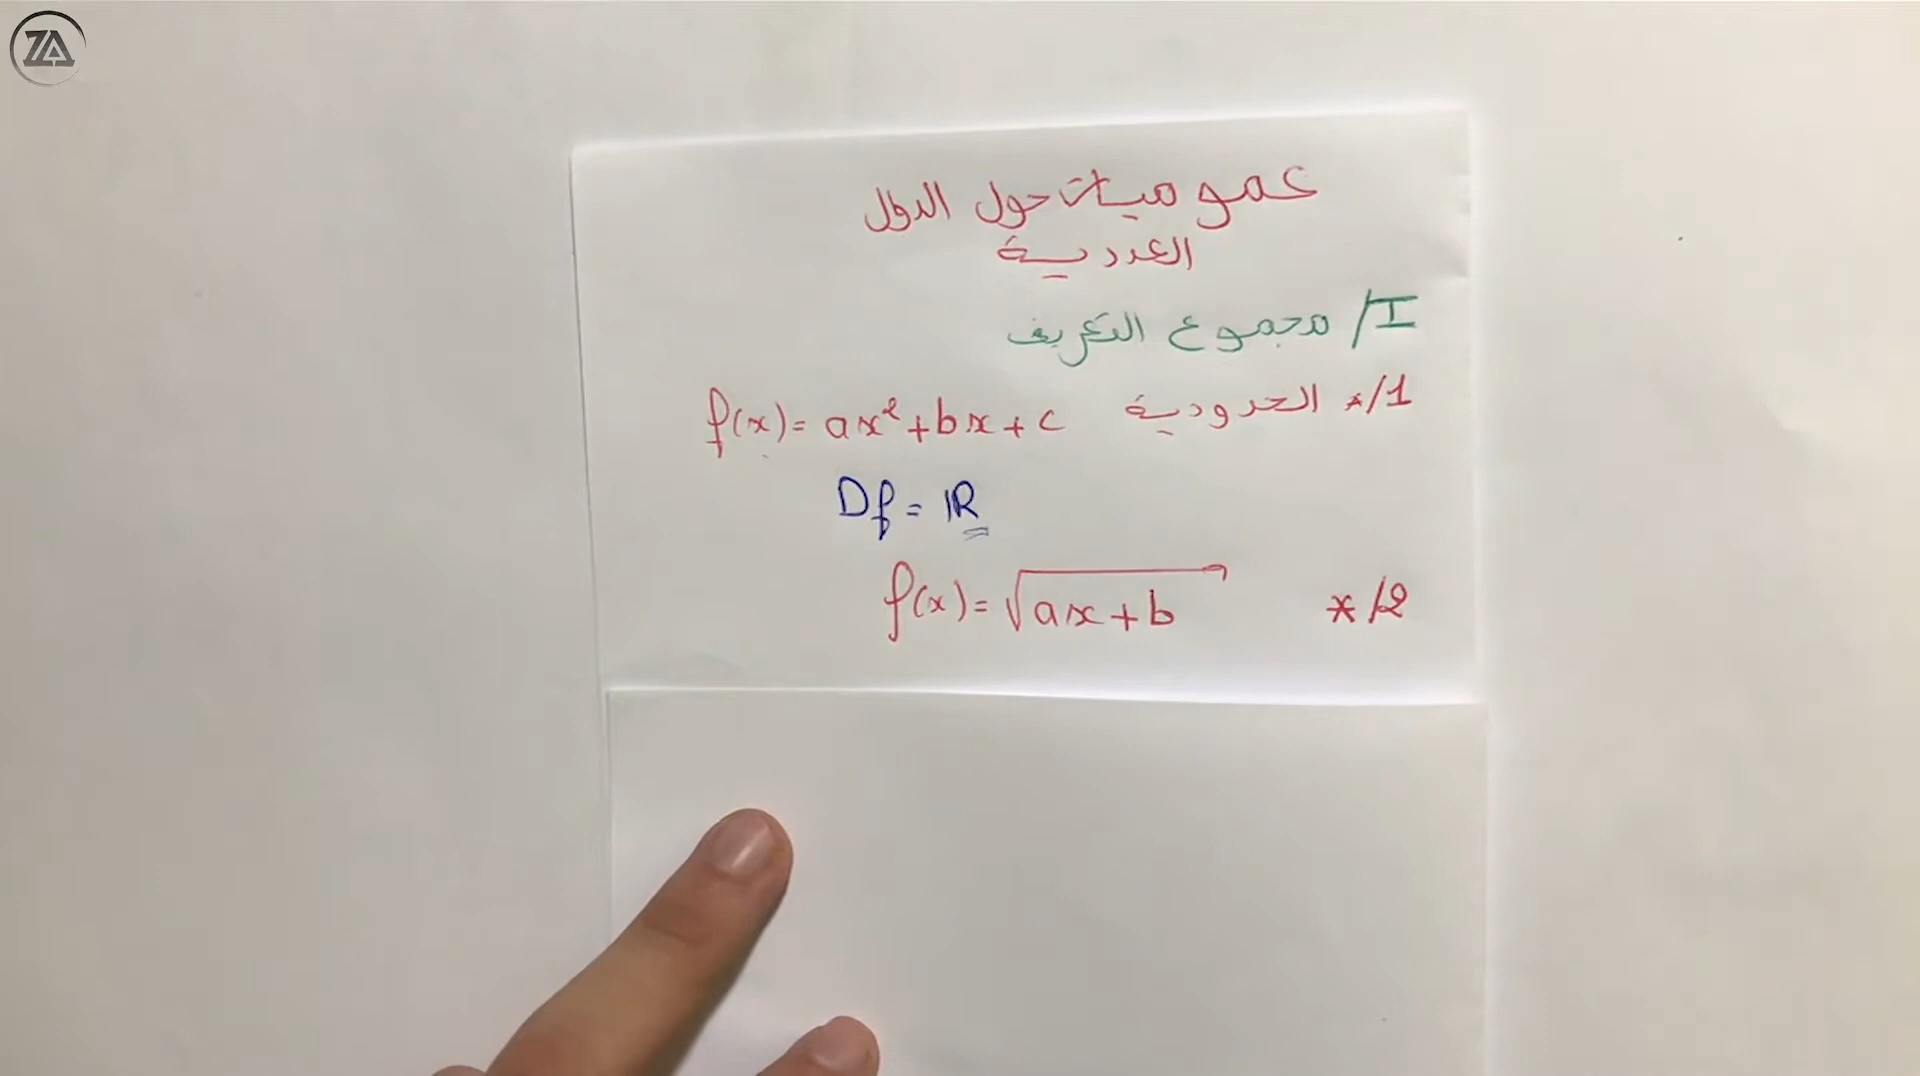 ZA
عموميات حول الدوال
العددية
I/ مجموع التعريف
1/* الحدودية f(x)= ax²+bx+c
Df = IR
2/* f(x)= √ax+b